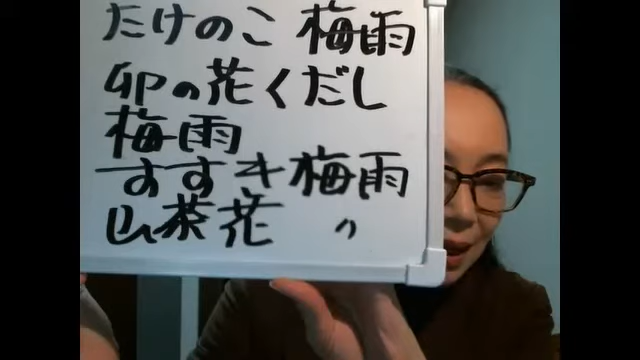 たけのこ梅雨
卯の花くだし
梅雨
すすき梅雨
山茶花 〃